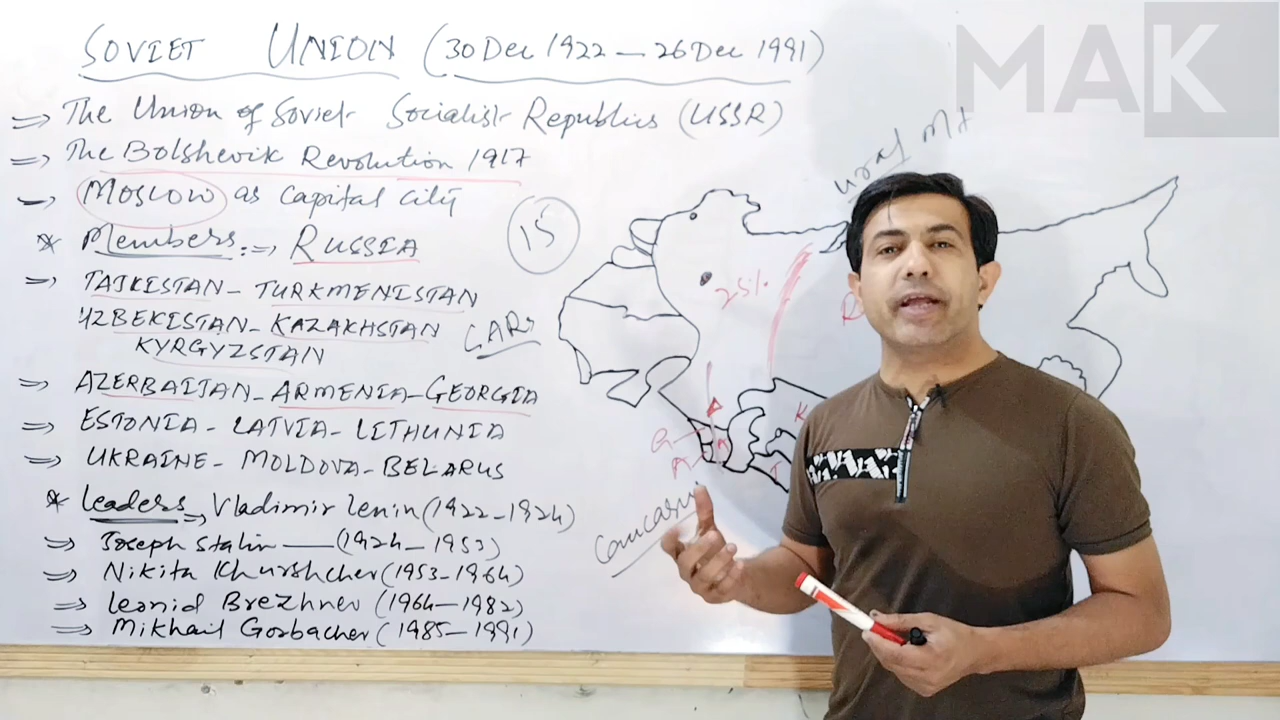 SOVIET UNION (30 Dec 1922 — 26 Dec 1991)
⇒ The Union of Soviet Socialist Republics (USSR)
⇒ The Bolshevik Revolution 1917
→ Moscow as Capital City
* Members:⇒ RUSSIA
15
⇒ TAJKISTAN - TURKMENISTAN
UZBEKISTAN - KAZAKHSTAN
KYRGYZSTAN
CARs
⇒ AZERBAIJAN - ARMENIA - GEORGIA
⇒ ESTONIA - LATVIA - LITHUNIA
⇒ UKRAINE - MOLDOVA - BELARUS
* Leaders ⇒ Vladimir Lenin (1922-1924)
⇒ Joseph Stalin — (1924-1953)
⇒ Nikita Khurshchev (1953-1964)
⇒ Leonid Brezhnev (1964-1982)
⇒ Mikhail Gorbachev (1985-1991)
MAK
Ural Mt
25%
R
K
G
A
A
T